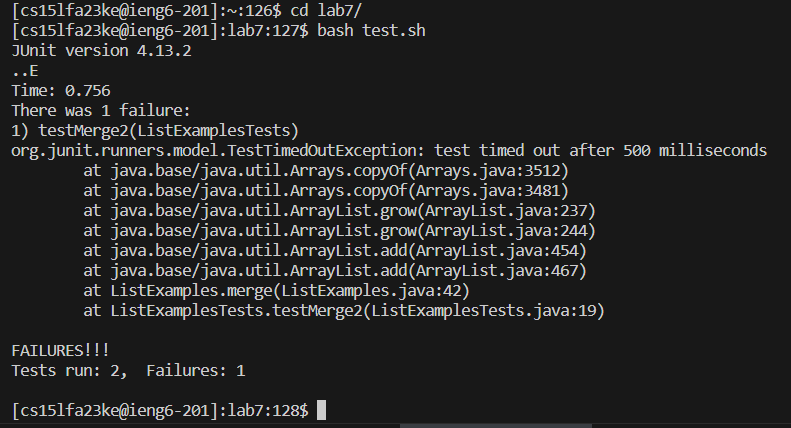 [cs15lfa23ke@ieng6-201]:~:126$ cd lab7/
[cs15lfa23ke@ieng6-201]:lab7:127$ bash test.sh
JUnit version 4.13.2
..E
Time: 0.756
There was 1 failure:
1) testMerge2(ListExamplesTests)
org.junit.runners.model.TestTimedOutException: test timed out after 500 milliseconds
        at java.base/java.util.Arrays.copyOf(Arrays.java:3512)
        at java.base/java.util.Arrays.copyOf(Arrays.java:3481)
        at java.base/java.util.ArrayList.grow(ArrayList.java:237)
        at java.base/java.util.ArrayList.grow(ArrayList.java:244)
        at java.base/java.util.ArrayList.add(ArrayList.java:454)
        at java.base/java.util.ArrayList.add(ArrayList.java:467)
        at ListExamples.merge(ListExamples.java:42)
        at ListExamplesTests.testMerge2(ListExamplesTests.java:19)
FAILURES!!!
Tests run: 2,  Failures: 1
[cs15lfa23ke@ieng6-201]:lab7:128$